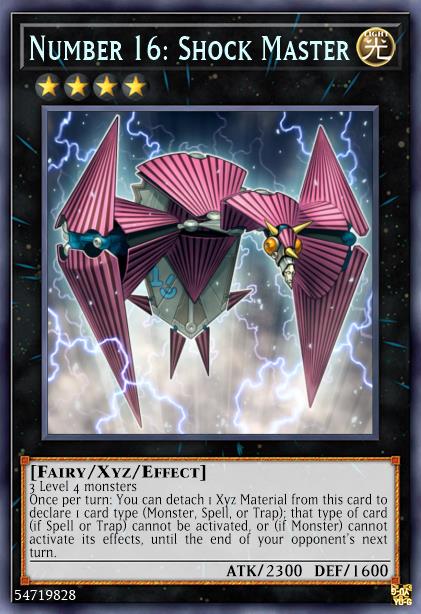 Number 16: Shock Master
LIGHT
光
16
[Fairy/Xyz/Effect]
3 Level 4 monsters
Once per turn: You can detach 1 Xyz Material from this card to
declare 1 card type (Monster, Spell, or Trap); that type of card
(if Spell or Trap) cannot be activated, or (if Monster) cannot
activate its effects, until the end of your opponent's next
turn.
ATK/2300 DEF/1600
54719828